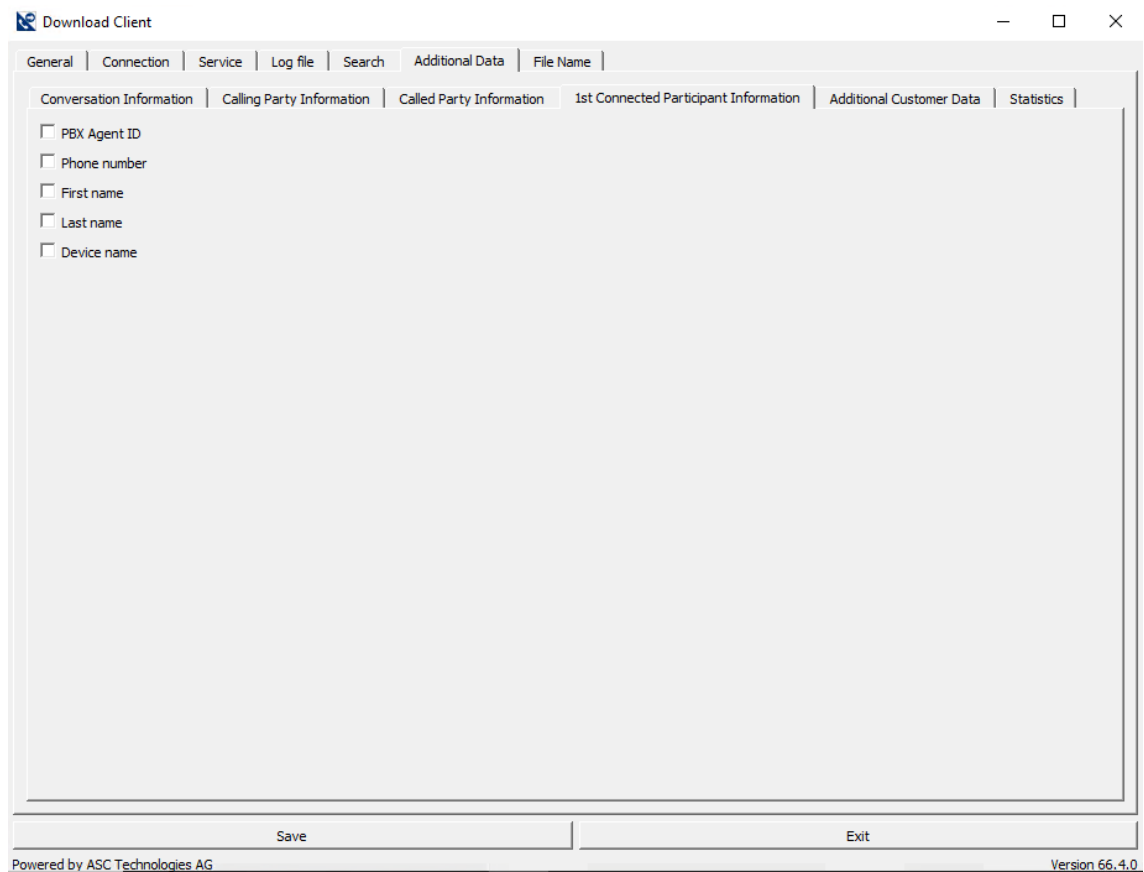 Download Client
General Connection Service Log file Search Additional Data File Name
Conversation Information Calling Party Information Called Party Information 1st Connected Participant Information Additional Customer Data Statistics
PBX Agent ID
Phone number
First name
Last name
Device name
Save Exit
Powered by ASC Technologies AG Version 66.4.0